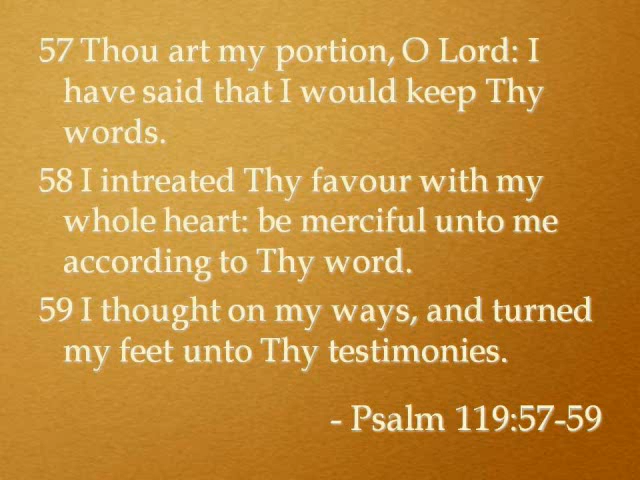 57 Thou art my portion, O Lord: I
have said that I would keep Thy
words.
58 I intreated Thy favour with my
whole heart: be merciful unto me
according to Thy word.
59 I thought on my ways, and turned
my feet unto Thy testimonies.
- Psalm 119:57-59